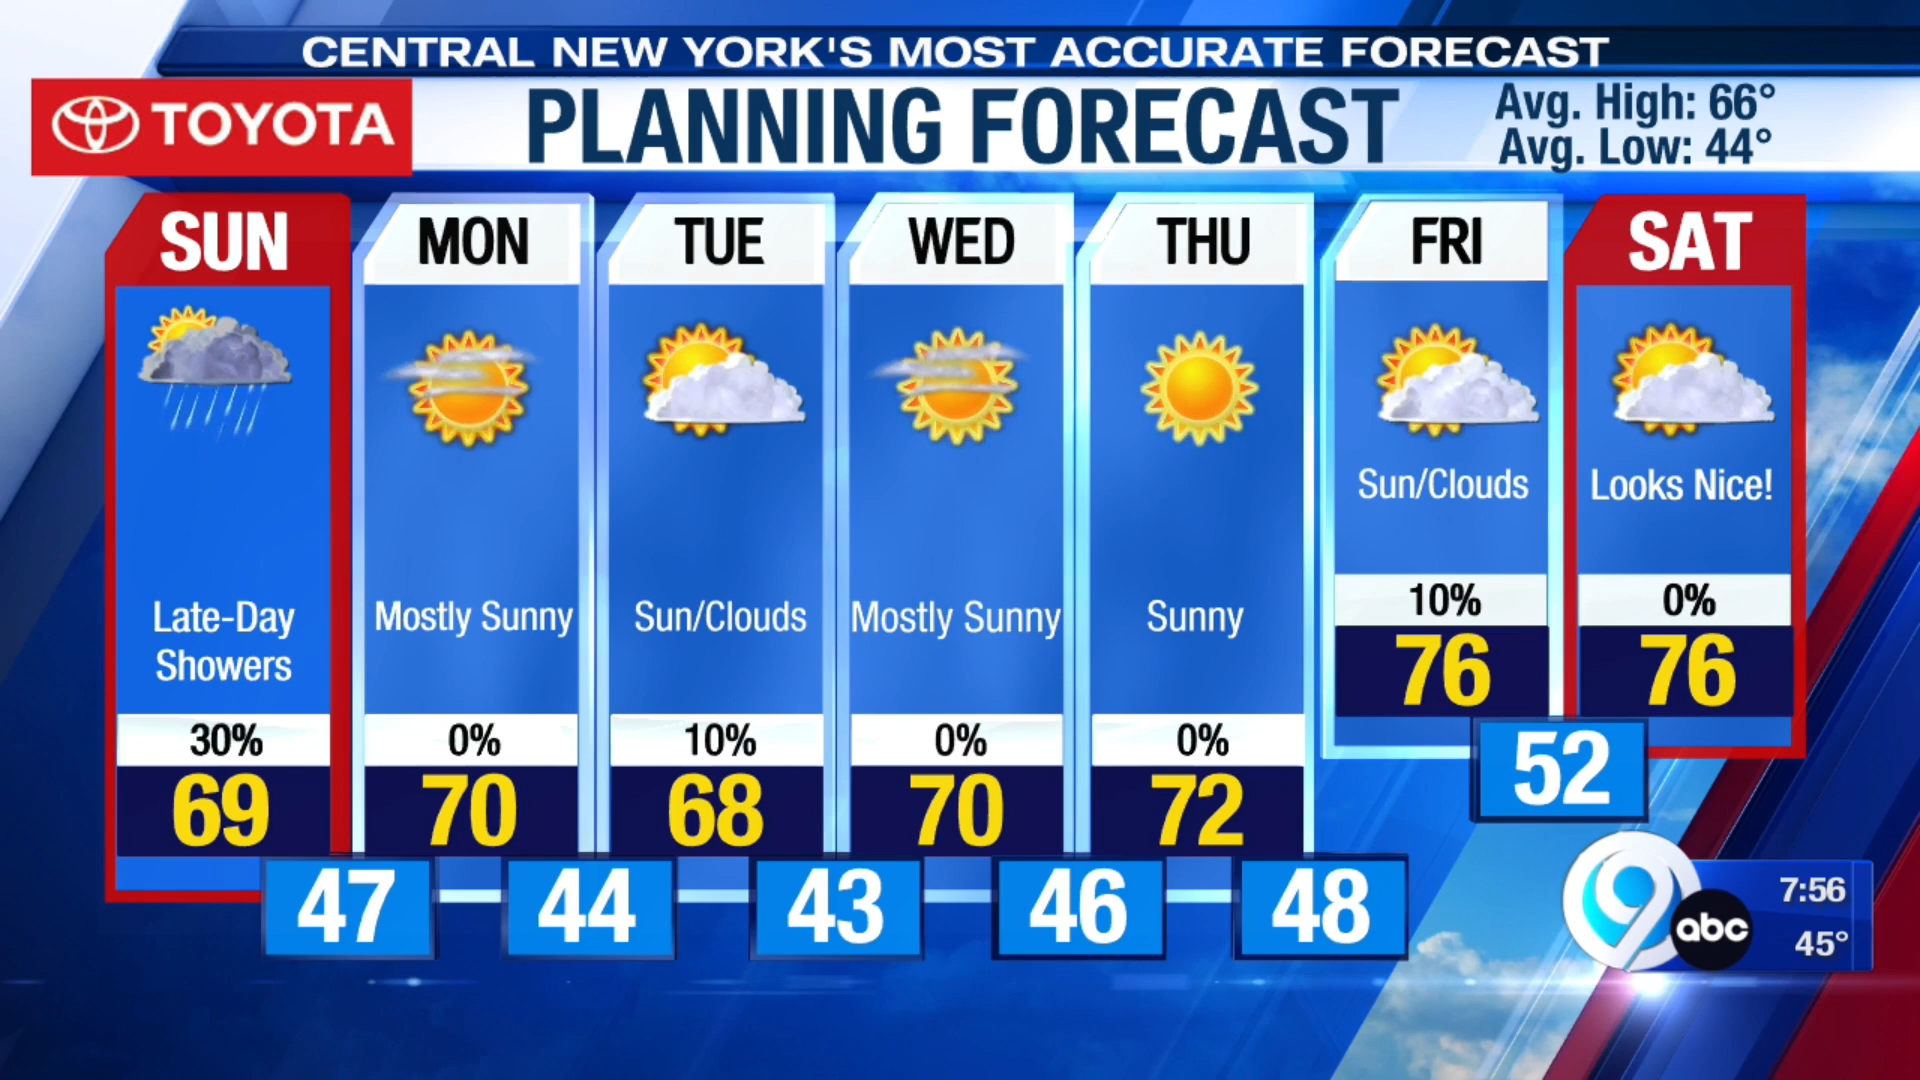 CENTRAL NEW YORK'S MOST ACCURATE FORECAST
TOYOTA
PLANNING FORECAST
Avg. High: 66°
Avg. Low: 44°
SUN
Late-Day
Showers
30%
69
47
MON
Mostly Sunny
0%
70
44
TUE
Sun/Clouds
10%
68
43
WED
Mostly Sunny
0%
70
46
THU
Sunny
0%
72
48
FRI
Sun/Clouds
10%
76
52
SAT
Looks Nice!
0%
76
9
abc
7:56
45°